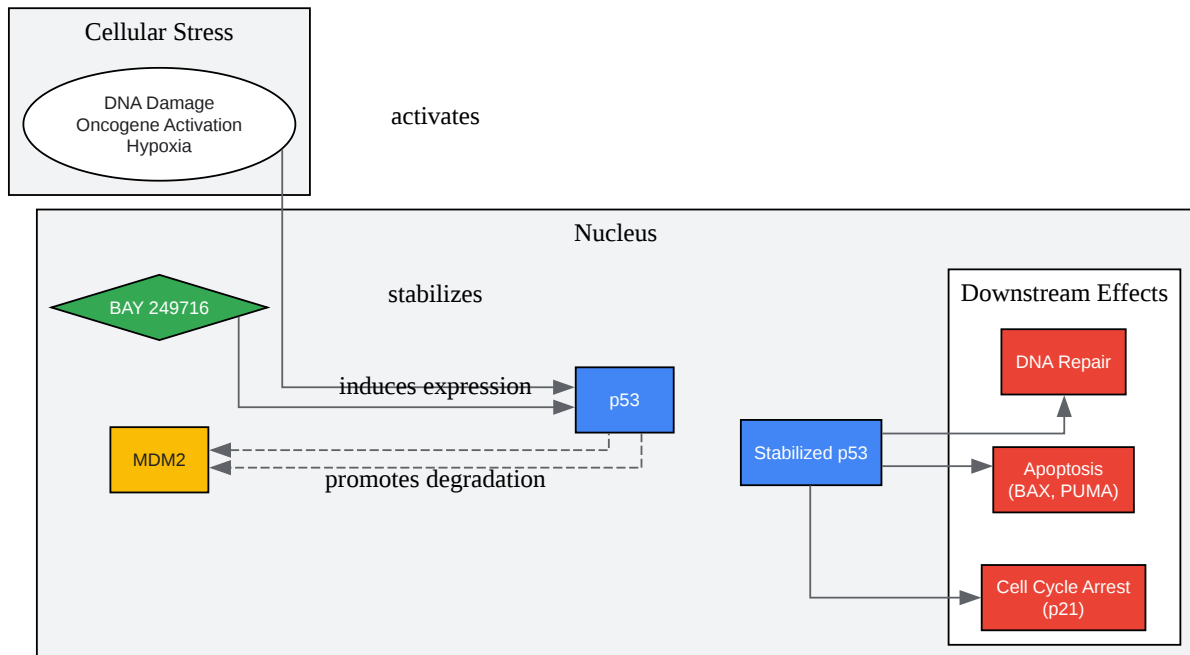 Cellular Stress
DNA Damage
Oncogene Activation
Hypoxia
activates
Nucleus
BAY 249716
stabilizes
Downstream Effects
DNA Repair
induces expression
p53
MDM2
promotes degradation
Stabilized p53
Apoptosis
(BAX, PUMA)
Cell Cycle Arrest
(p21)